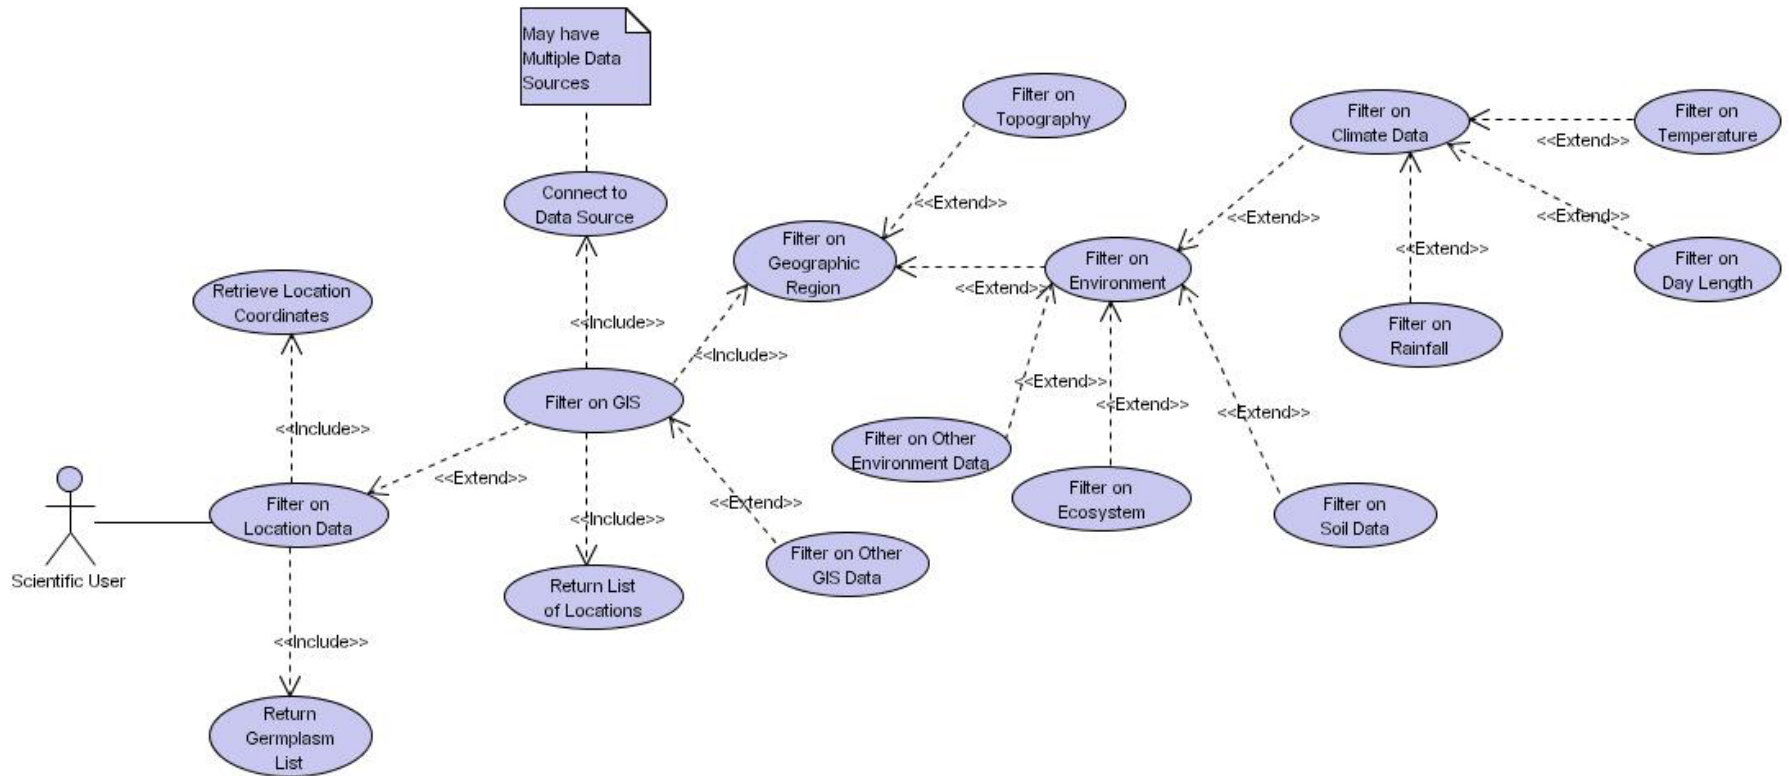 May have
Multiple Data
Sources
Filter on
Topography
Filter on
Climate Data
Filter on
Temperature
<<Extend>>
Connect to
Data Source
<<Extend>>
<<Extend>>
<<Extend>>
Filter on
Geographic
Region
Filter on
Environment
<<Extend>>
Filter on
Day Length
Retrieve Location
Coordinates
<<Extend>>
<<Include>>
Filter on
Rainfall
<<Include>>
<<Extend>>
Filter on GIS
<<Extend>>
<<Extend>>
<<Include>>
Filter on Other
Environment Data
<<Extend>>
Filter on
Ecosystem
Filter on
Location Data
<<Extend>>
Filter on
Soil Data
<<Include>>
Filter on Other
GIS Data
Scientific User
Return List
of Locations
<<Include>>
Return
Germplasm
List